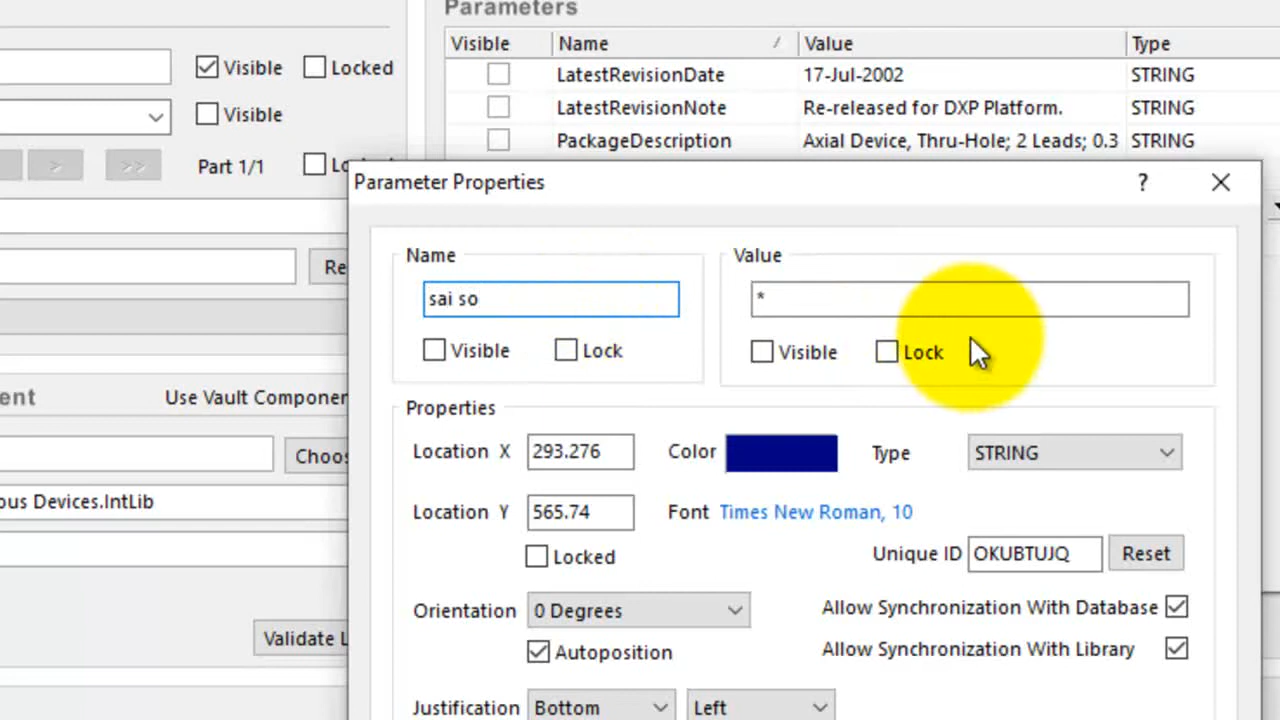 Parameters
Visible Name / Value Type
Visible Locked LatestRevisionDate 17-Jul-2002 STRING
Visible LatestRevisionNote Re-released for DXP Platform. STRING
PackageDescription Axial Device, Thru-Hole; 2 Leads; 0.3 STRING
> >> Part 1/1
Parameter Properties ? ×
Name Value
Re
sai so *
Visible Lock Visible Lock
ent Use Vault Componen
Properties
Choos Location X 293.276 Color Type STRING
ous Devices.IntLib Location Y 565.74 Font Times New Roman, 10
Locked Unique ID OKUBTUJQ Reset
Orientation 0 Degrees Allow Synchronization With Database
Validate L Autoposition Allow Synchronization With Library
Justification Bottom Left